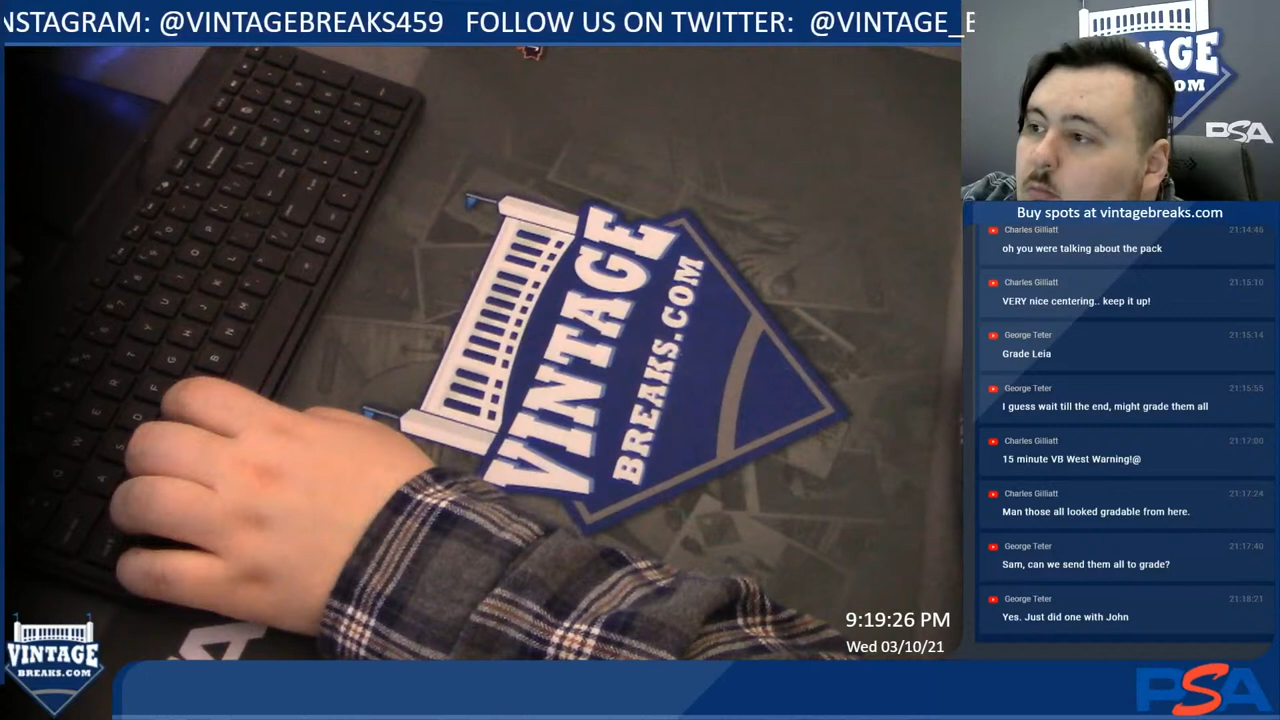 NSTAGRAM: @VINTAGEBREAKS459 FOLLOW US ON TWITTER: @VINTAGE_
AGE
OM
PSA
Buy spots at vintagebreaks.com
Charles Gilliatt 21:14:46
oh you were talking about the pack
Charles Gilliatt 21:15:10
VERY nice centering.. keep it up!
George Teter 21:15:14
Grade Leia
George Teter 21:15:55
I guess wait till the end, might grade them all
Charles Gilliatt 21:17:00
15 minute VB West Warning!@
Charles Gilliatt 21:17:24
Man those all looked gradable from here.
George Teter 21:17:40
Sam, can we send them all to grade?
George Teter 21:18:21
Yes. Just did one with John
VINTAGE
BREAKS.COM
9:19:26 PM
Wed 03/10/21
VINTAGE
BREAKS.COM
PSA